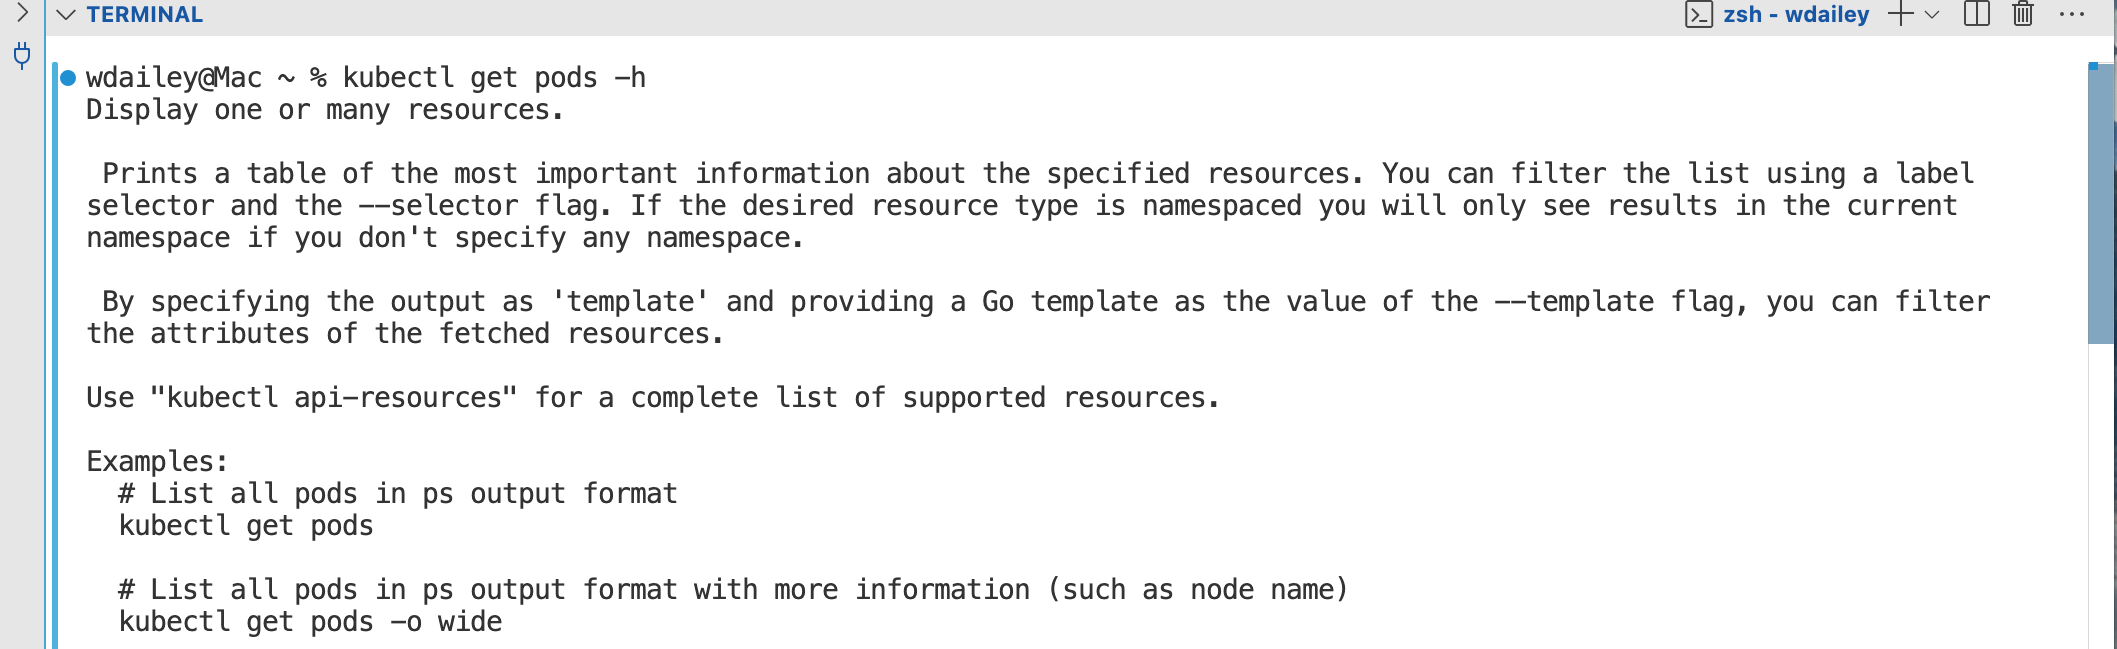 TERMINAL
zsh - wdailey
wdailey@Mac ~ % kubectl get pods -h
Display one or many resources.
Prints a table of the most important information about the specified resources. You can filter the list using a label
selector and the --selector flag. If the desired resource type is namespaced you will only see results in the current
namespace if you don't specify any namespace.
By specifying the output as 'template' and providing a Go template as the value of the --template flag, you can filter
the attributes of the fetched resources.
Use "kubectl api-resources" for a complete list of supported resources.
Examples:
# List all pods in ps output format
kubectl get pods
# List all pods in ps output format with more information (such as node name)
kubectl get pods -o wide